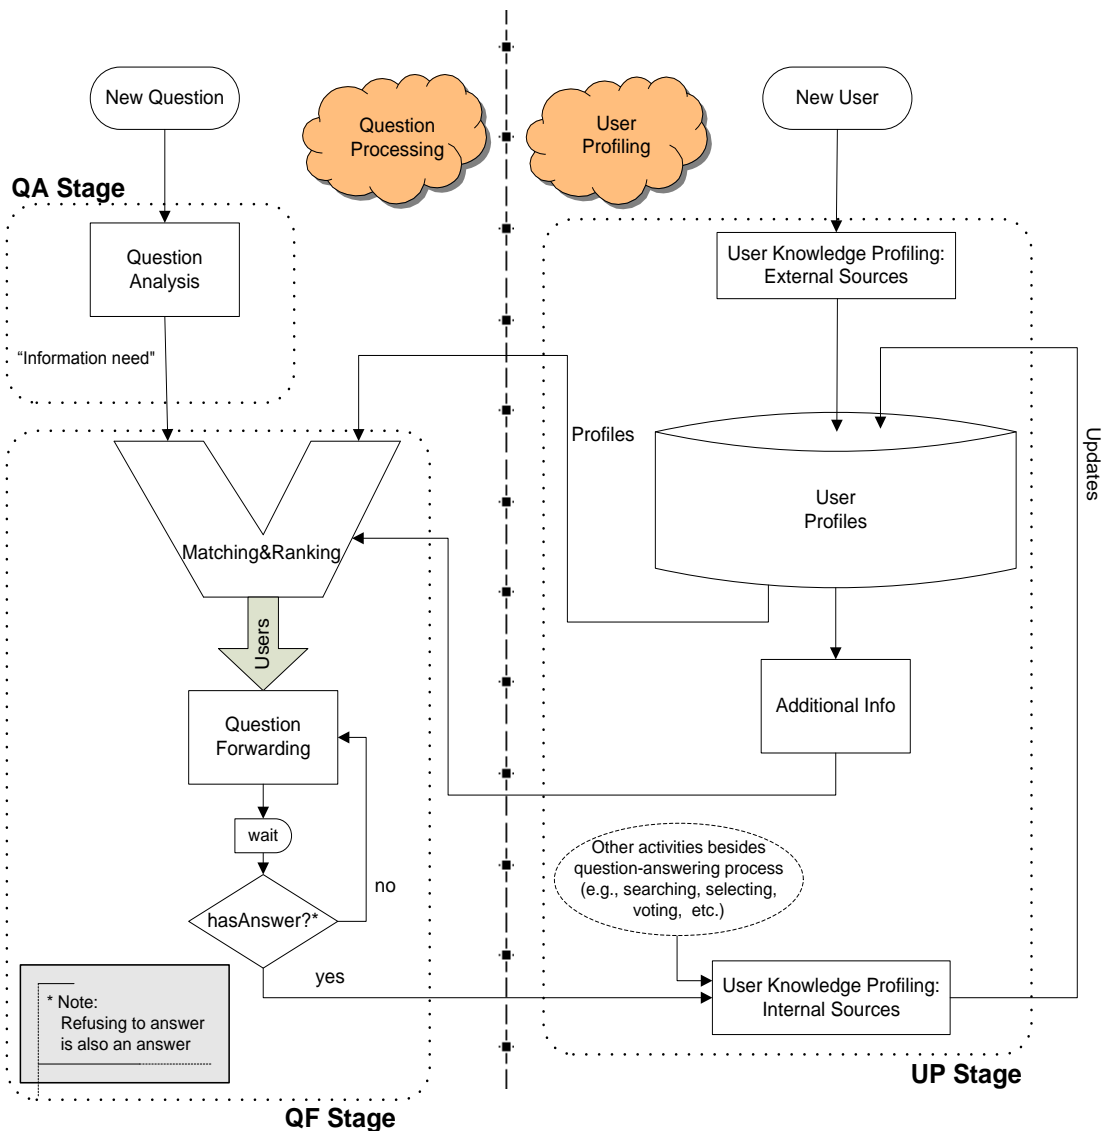 New Question
Question
Processing
User
Profiling
New User
QA Stage
Question
Analysis
“Information need"
User Knowledge Profiling:
External Sources
Profiles
Updates
User
Profiles
Matching&Ranking
Users
Additional Info
Question
Forwarding
wait
no
hasAnswer?*
yes
Other activities besides
question-answering process
(e.g., searching, selecting,
voting,  etc.)
User Knowledge Profiling:
Internal Sources
* Note:
Refusing to answer
is also an answer
UP Stage
QF Stage